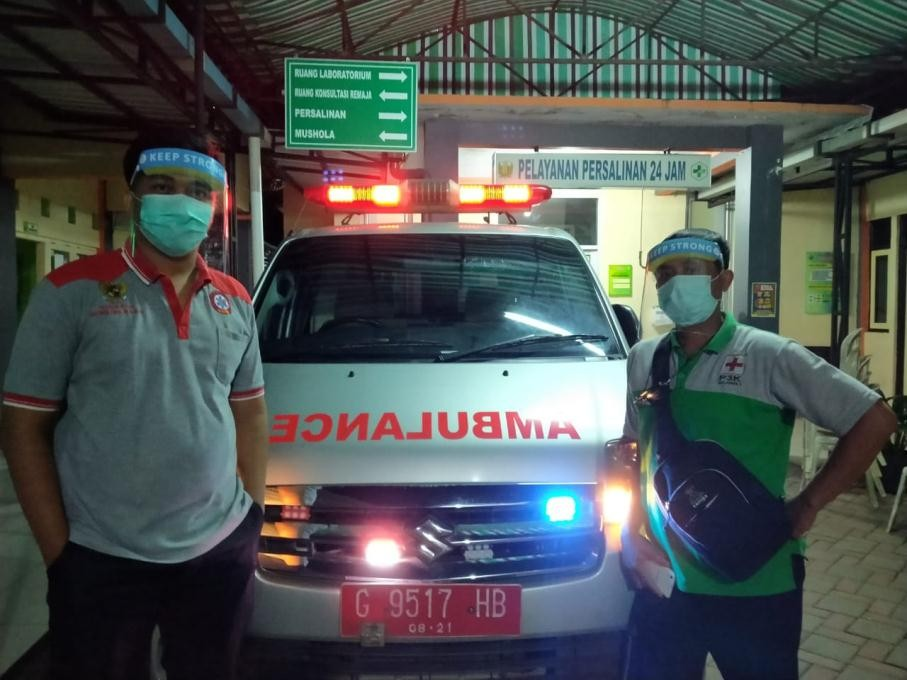 RUANG LABORATORIUM
RUANG KONSULTASI REMAJA
PERSALINAN
MUSHOLA
PELAYANAN PERSALINAN 24 JAM
KEEP STRONG
KEEP STRONG
P3K
AMBULANCE
G 9517 HB
08·21